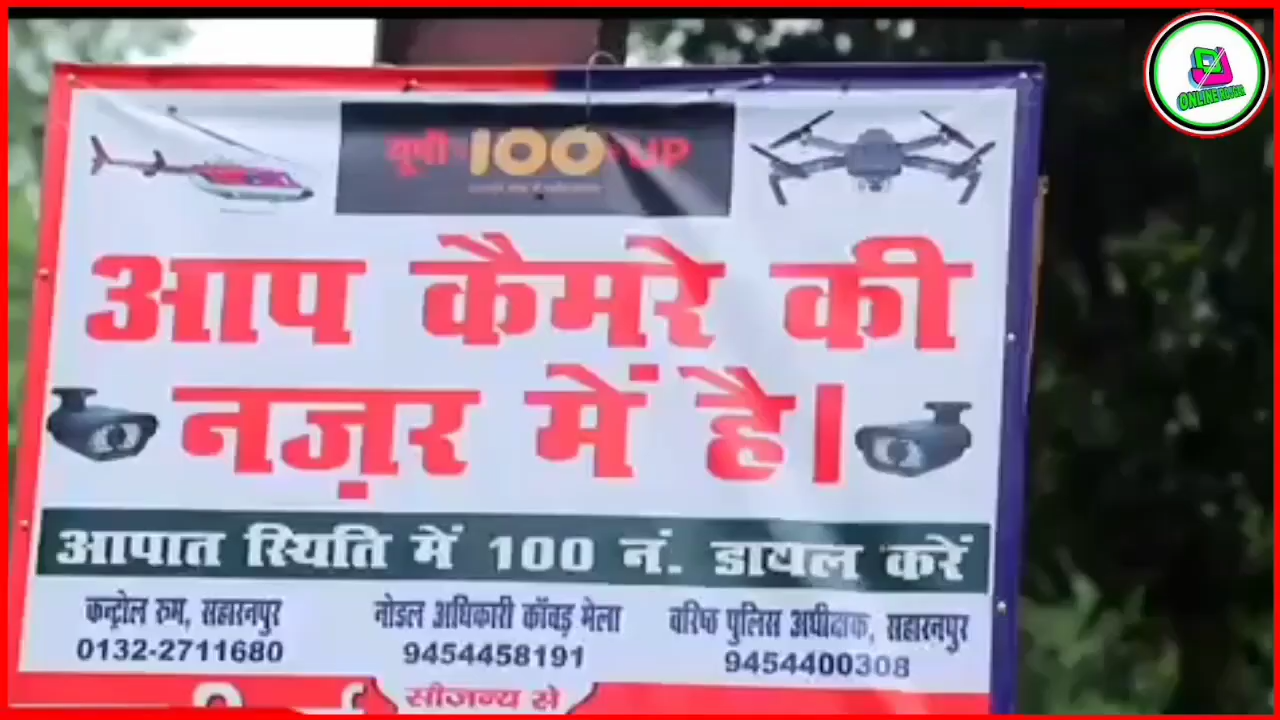 यूपी 100 UP
आप कैमरे की
नज़र में है।
आपात स्थिति में 100 नं. डायल करें
कन्ट्रोल रुम, सहारनपुर
0132-2711680
नोडल अधिकारी कॉवड़ मेला
9454458191
वरिष्ठ पुलिस अधीक्षक, सहारनपुर
9454400308
सौजन्य से